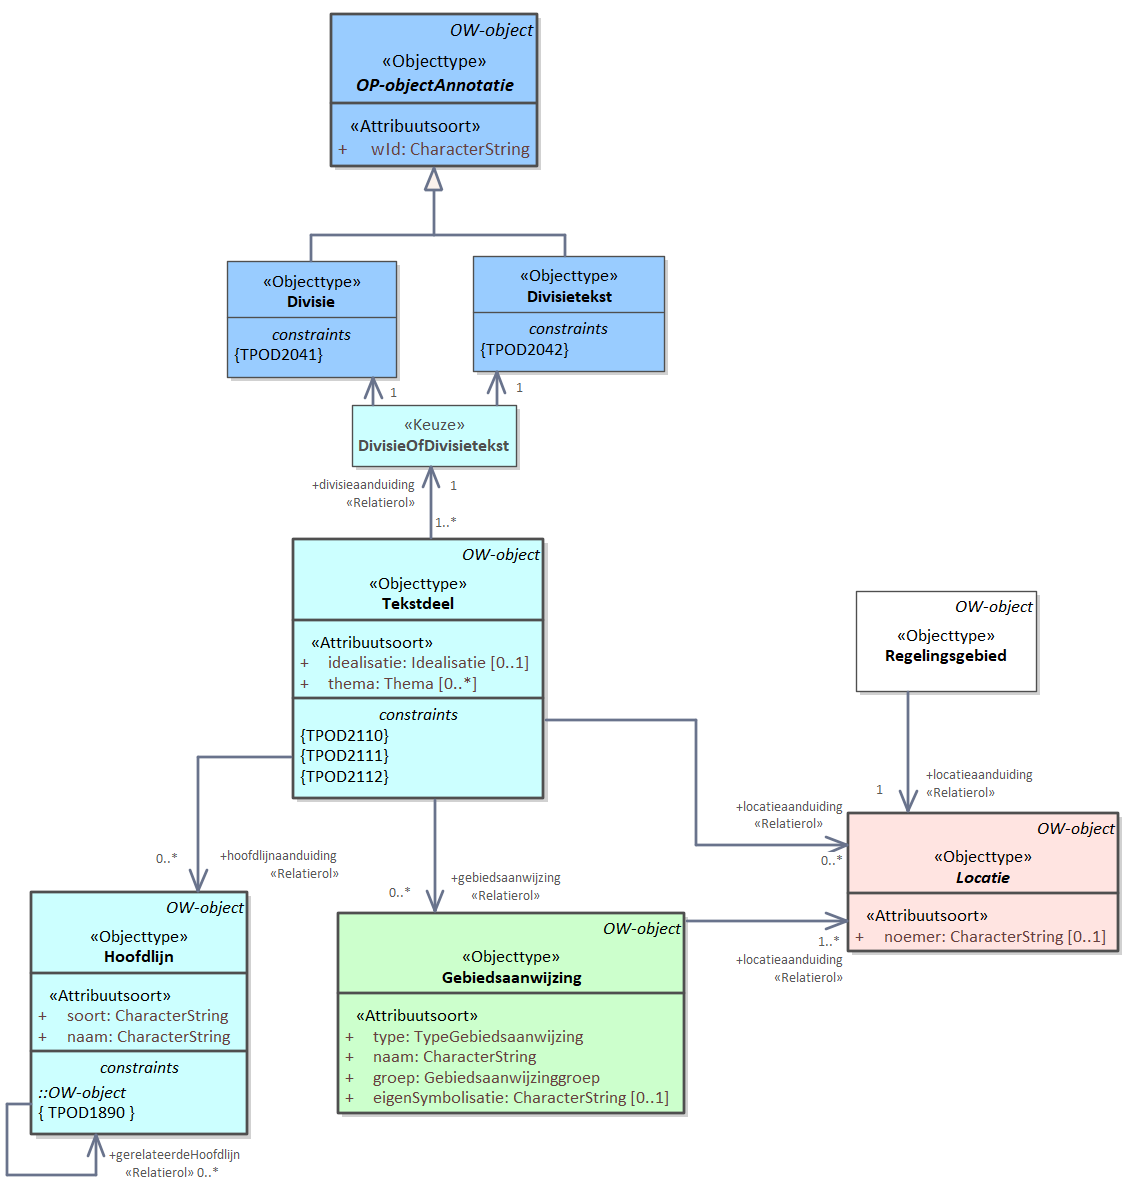 OW-object
«Objecttype»
OP-objectAnnotatie
«Attribuutsoort»
+ wId: CharacterString
«Objecttype»
Divisie
constraints
{TPOD2041}
«Objecttype»
Divisietekst
constraints
{TPOD2042}
1
1
«Keuze»
DivisieOfDivisietekst
+divisieaanduiding
«Relatierol»
1
1..*
OW-object
«Objecttype»
Tekstdeel
«Attribuutsoort»
+ idealisatie: Idealisatie [0..1]
+ thema: Thema [0..*]
constraints
{TPOD2110}
{TPOD2111}
{TPOD2112}
OW-object
«Objecttype»
Regelingsgebied
+locatieaanduiding
«Relatierol»
1
+locatieaanduiding
«Relatierol»
0..*
OW-object
«Objecttype»
Locatie
«Attribuutsoort»
+ noemer: CharacterString [0..1]
0..*
+hoofdlijnaanduiding
«Relatierol»
0..*
+gebiedsaanwijzing
«Relatierol»
OW-object
«Objecttype»
Hoofdlijn
«Attribuutsoort»
+ soort: CharacterString
+ naam: CharacterString
constraints
::OW-object
{ TPOD1890 }
+gerelateerdeHoofdlijn
«Relatierol» 0..*
OW-object
«Objecttype»
Gebiedsaanwijzing
«Attribuutsoort»
+ type: TypeGebiedsaanwijzing
+ naam: CharacterString
+ groep: Gebiedsaanwijzinggroep
+ eigenSymbolisatie: CharacterString [0..1]
1..*
+locatieaanduiding
«Relatierol»